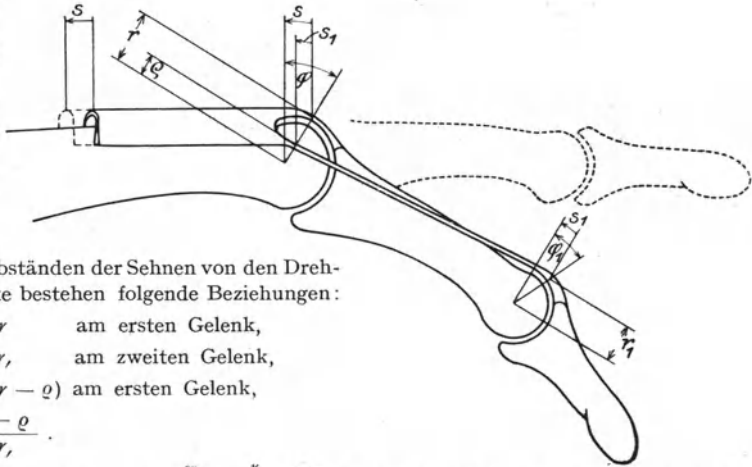 s
s
s₁
r
ϱ
φ
s₁
φ₁
r₁
bständen der Sehnen von den Dreh-
e bestehen folgende Beziehungen:
r am ersten Gelenk,
r, am zweiten Gelenk,
r — ϱ) am ersten Gelenk,
— ϱ
r,
.